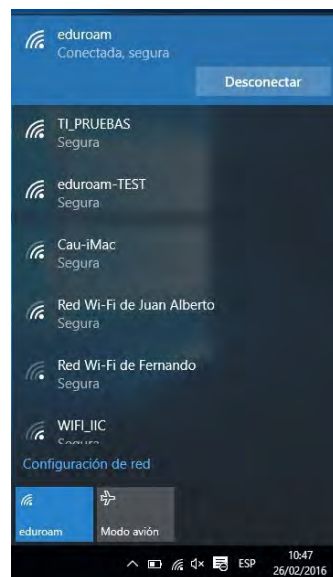 eduroam
Conectada, segura
Desconectar
TI_PRUEBAS
Segura
eduroam-TEST
Segura
Cau-iMac
Segura
Red Wi-Fi de Juan Alberto
Segura
Red Wi-Fi de Fernando
Segura
WIFI_IIC
Segura
Configuración de red
eduroam
Modo avión
ESP
10:47
26/02/2016